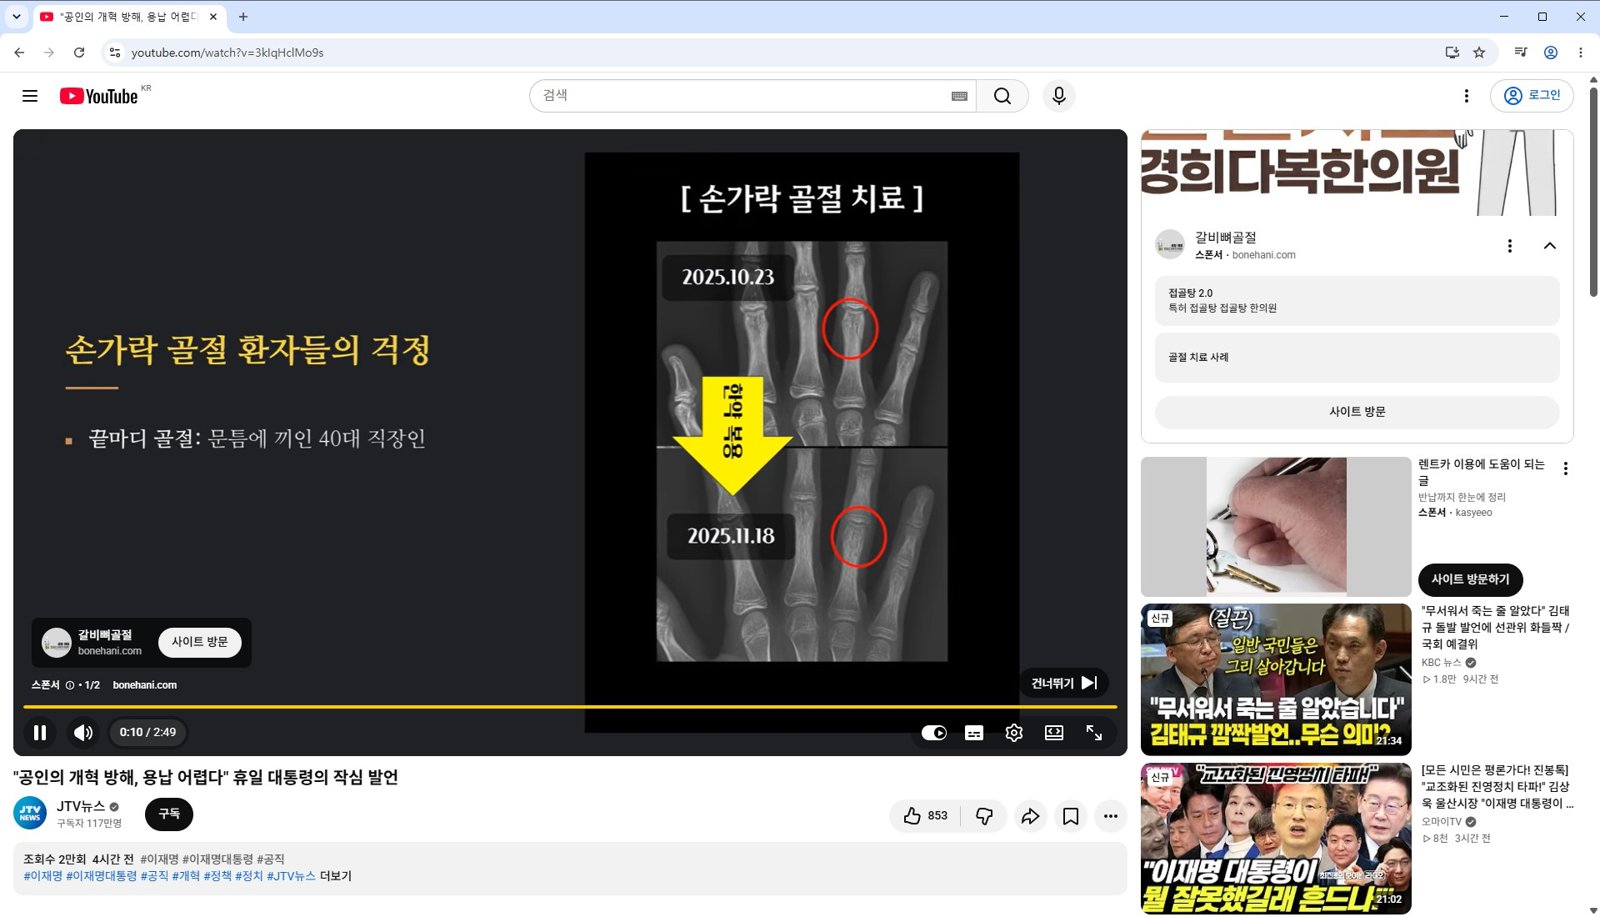 "공인의 개혁 방해, 용납 어렵다
youtube.com/watch?v=3kIqHclMo9s
YouTube KR
검색
로그인
[ 손가락 골절 치료 ]
2025.10.23
손가락 골절 환자들의 걱정
한약 복용
끝마디 골절: 문틈에 끼인 40대 직장인
2025.11.18
갈비뼈골절
bonehani.com
사이트 방문
스폰서 · 1/2 bonehani.com
건너뛰기
0:10 / 2:49
"공인의 개혁 방해, 용납 어렵다" 휴일 대통령의 작심 발언
JTV NEWS
JTV뉴스
구독자 117만명
구독
853
조회수 2만회 4시간 전 #이재명 #이재명대통령 #공직
#이재명 #이재명대통령 #공직 #개혁 #정책 #정치 #JTV뉴스 더보기
경희다복한의원
갈비뼈골절
스폰서 · bonehani.com
접골탕 2.0
특허 접골탕 접골탕 한의원
골절 치료 사례
사이트 방문
렌트카 이용에 도움이 되는
글
반납까지 한눈에 정리
스폰서 · kasyeeo
사이트 방문하기
신규
(질끈)
일반 국민들은
그리 살아갑니다
"무서워서 죽는 줄 알았습니다"
김태규 깜짝발언..무슨 의미?
21:34
"무서워서 죽는 줄 알았다" 김태
규 돌발 발언에 선관위 화들짝 /
국회 예결위
KBC 뉴스
1.8만 9시간 전
신규
"교조화된 진영정치 타파!"
"이재명 대통령이
뭘 잘못했길래 흔드냐!"
21:02
[모든 시민은 평론가다! 진봉톡]
"교조화된 진영정치 타파!" 김상
욱 울산시장 "이재명 대통령이 ...
오마이TV
8천 3시간 전